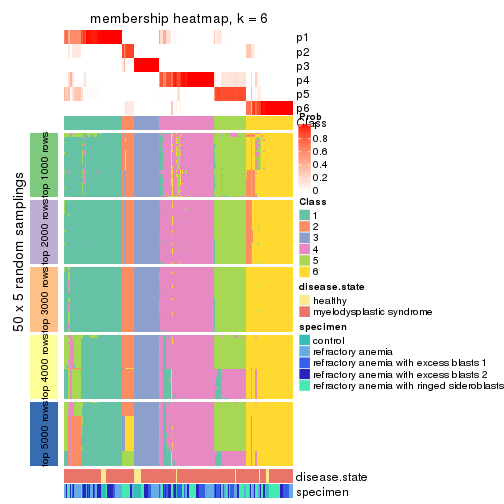 membership heatmap, k = 6
p1
p2
p3
p4
p5
p6
Class
Prob
1
0.8
0.6
0.4
0.2
0
Class
1
2
3
4
5
6
disease.state
healthy
myelodysplastic syndrome
specimen
control
refractory anemia
refractory anemia with excess blasts 1
refractory anemia with excess blasts 2
refractory anemia with ringed sideroblasts
50 x 5 random samplings
top 1000 rows
top 2000 rows
top 3000 rows
top 4000 rows
top 5000 rows
disease.state
specimen